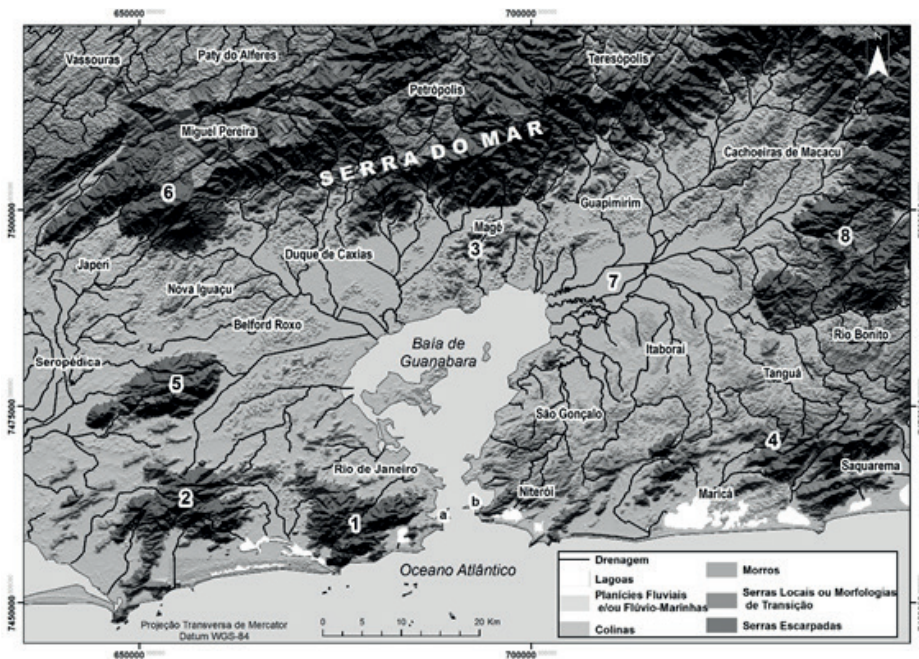 650000
700000
Vassouras
Paty do Alferes
Teresópolis
N
Petrópolis
Miguel Pereira
SERRA DO MAR
Cachoeiras de Macacu
6
Guapimirim
7500000
7500000
Magé
3
8
Duque de Caxias
Japeri
7
Nova Iguaçu
Belford Roxo
Rio Bonito
Baía de
Guanabara
Itaboraí
Seropédica
Tanguá
5
7475000
7475000
São Gonçalo
4
Rio de Janeiro
Saquarema
2
Niterói
Maricá
1
a
b
Oceano Atlântico
Drenagem
Lagoas
Planícies Fluviais
e/ou Flúvio-Marinhas
Colinas
Morros
Serras Locais ou Morfologias
de Transição
Serras Escarpadas
7450000
7450000
Projeção Transversa de Mercator
Datum WGS-84
0 5 10 20 Km
650000
700000